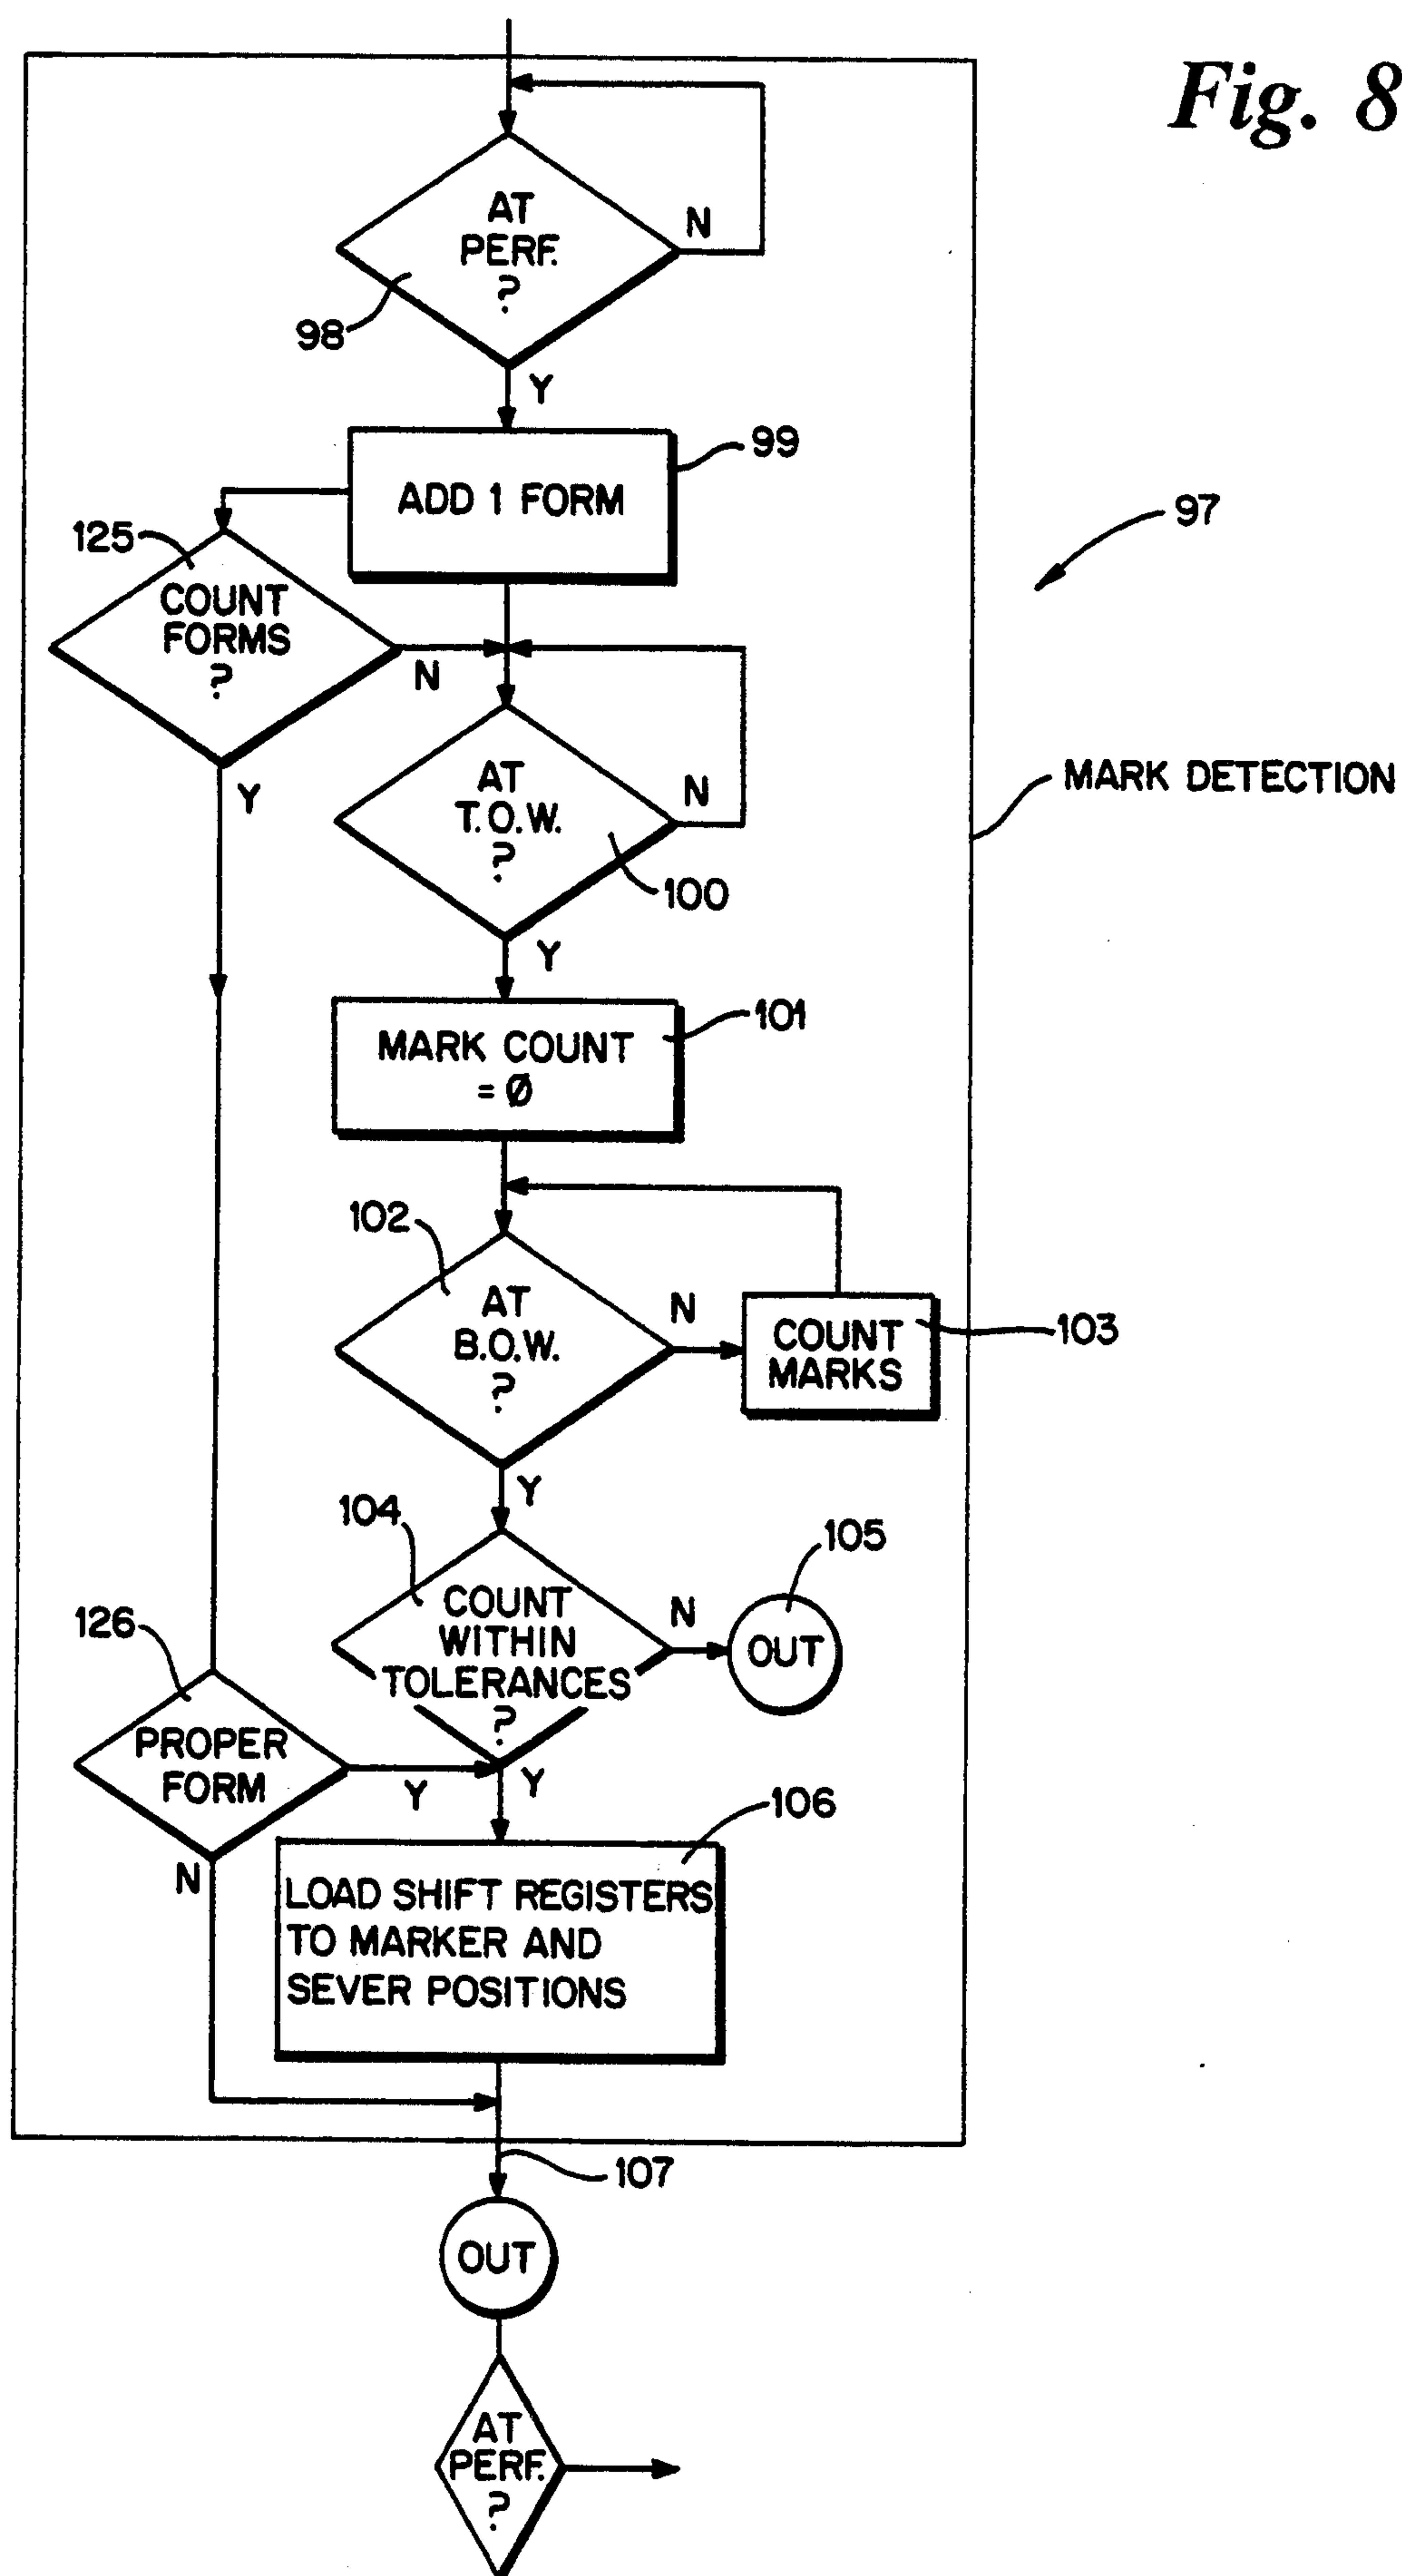 Fig. 8
AT
PERF.
?
N
98
Y
99
ADD 1 FORM
97
125
COUNT
FORMS
?
N
Y
MARK DETECTION
AT
T.O.W.
?
N
100
Y
101
MARK COUNT
= Ø
102
AT
B.O.W.
?
N
COUNT
MARKS
103
Y
104
COUNT
WITHIN
TOLERANCES
?
N
105
OUT
126
PROPER
FORM
Y
Y
N
106
LOAD SHIFT REGISTERS
TO MARKER AND
SEVER POSITIONS
107
OUT
AT
PERF.
?